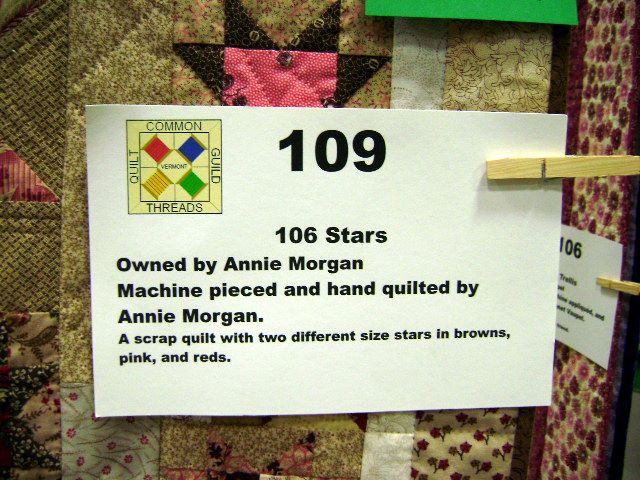 COMMON
QUILT
GUILD
VERMONT
THREADS
109
106 Stars
Owned by Annie Morgan
Machine pieced and hand quilted by
Annie Morgan.
A scrap quilt with two different size stars in browns,
pink, and reds.
106
Trellis